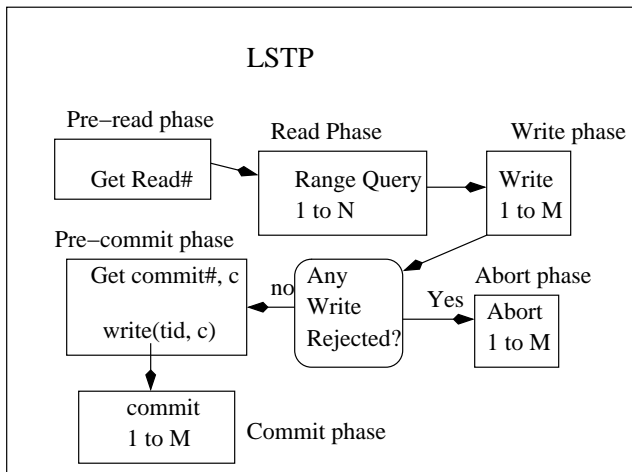 LSTP
Pre−read phase
Get Read#
Read Phase
Range Query
1 to N
Write phase
Write
1 to M
Pre−commit phase
Get commit#, c
write(tid, c)
no
Any
Write
Rejected?
Yes
Abort phase
Abort
1 to M
commit
1 to M
Commit phase